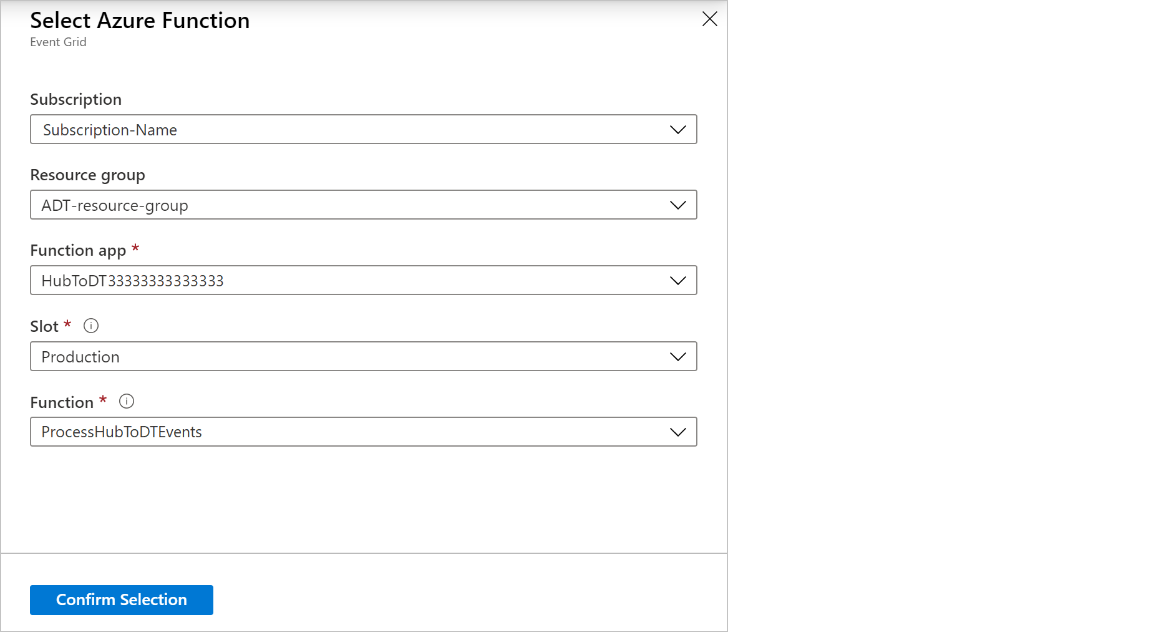 Select Azure Function
Event Grid
Subscription
Subscription-Name
Resource group
ADT-resource-group
Function app *
HubToDT33333333333333
Slot *
Production
Function *
ProcessHubToDTEvents
Confirm Selection